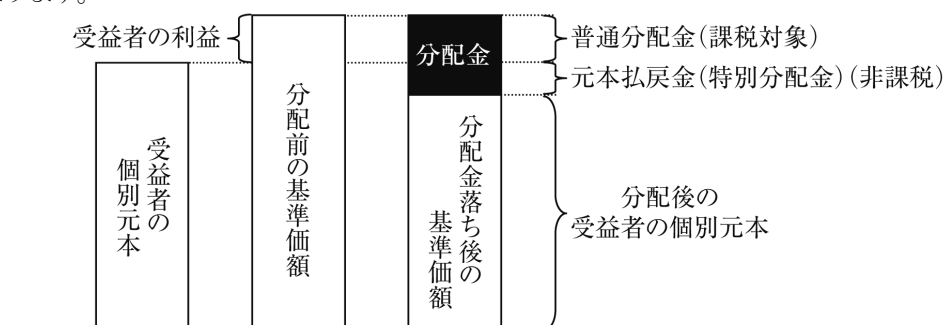 ります。
受益者の利益
分配金
普通分配金(課税対象)
元本払戻金(特別分配金)(非課税)
受益者の
個別元本
分配前の基準価額
分配金落ち後の
基準価額
分配後の
受益者の個別元本